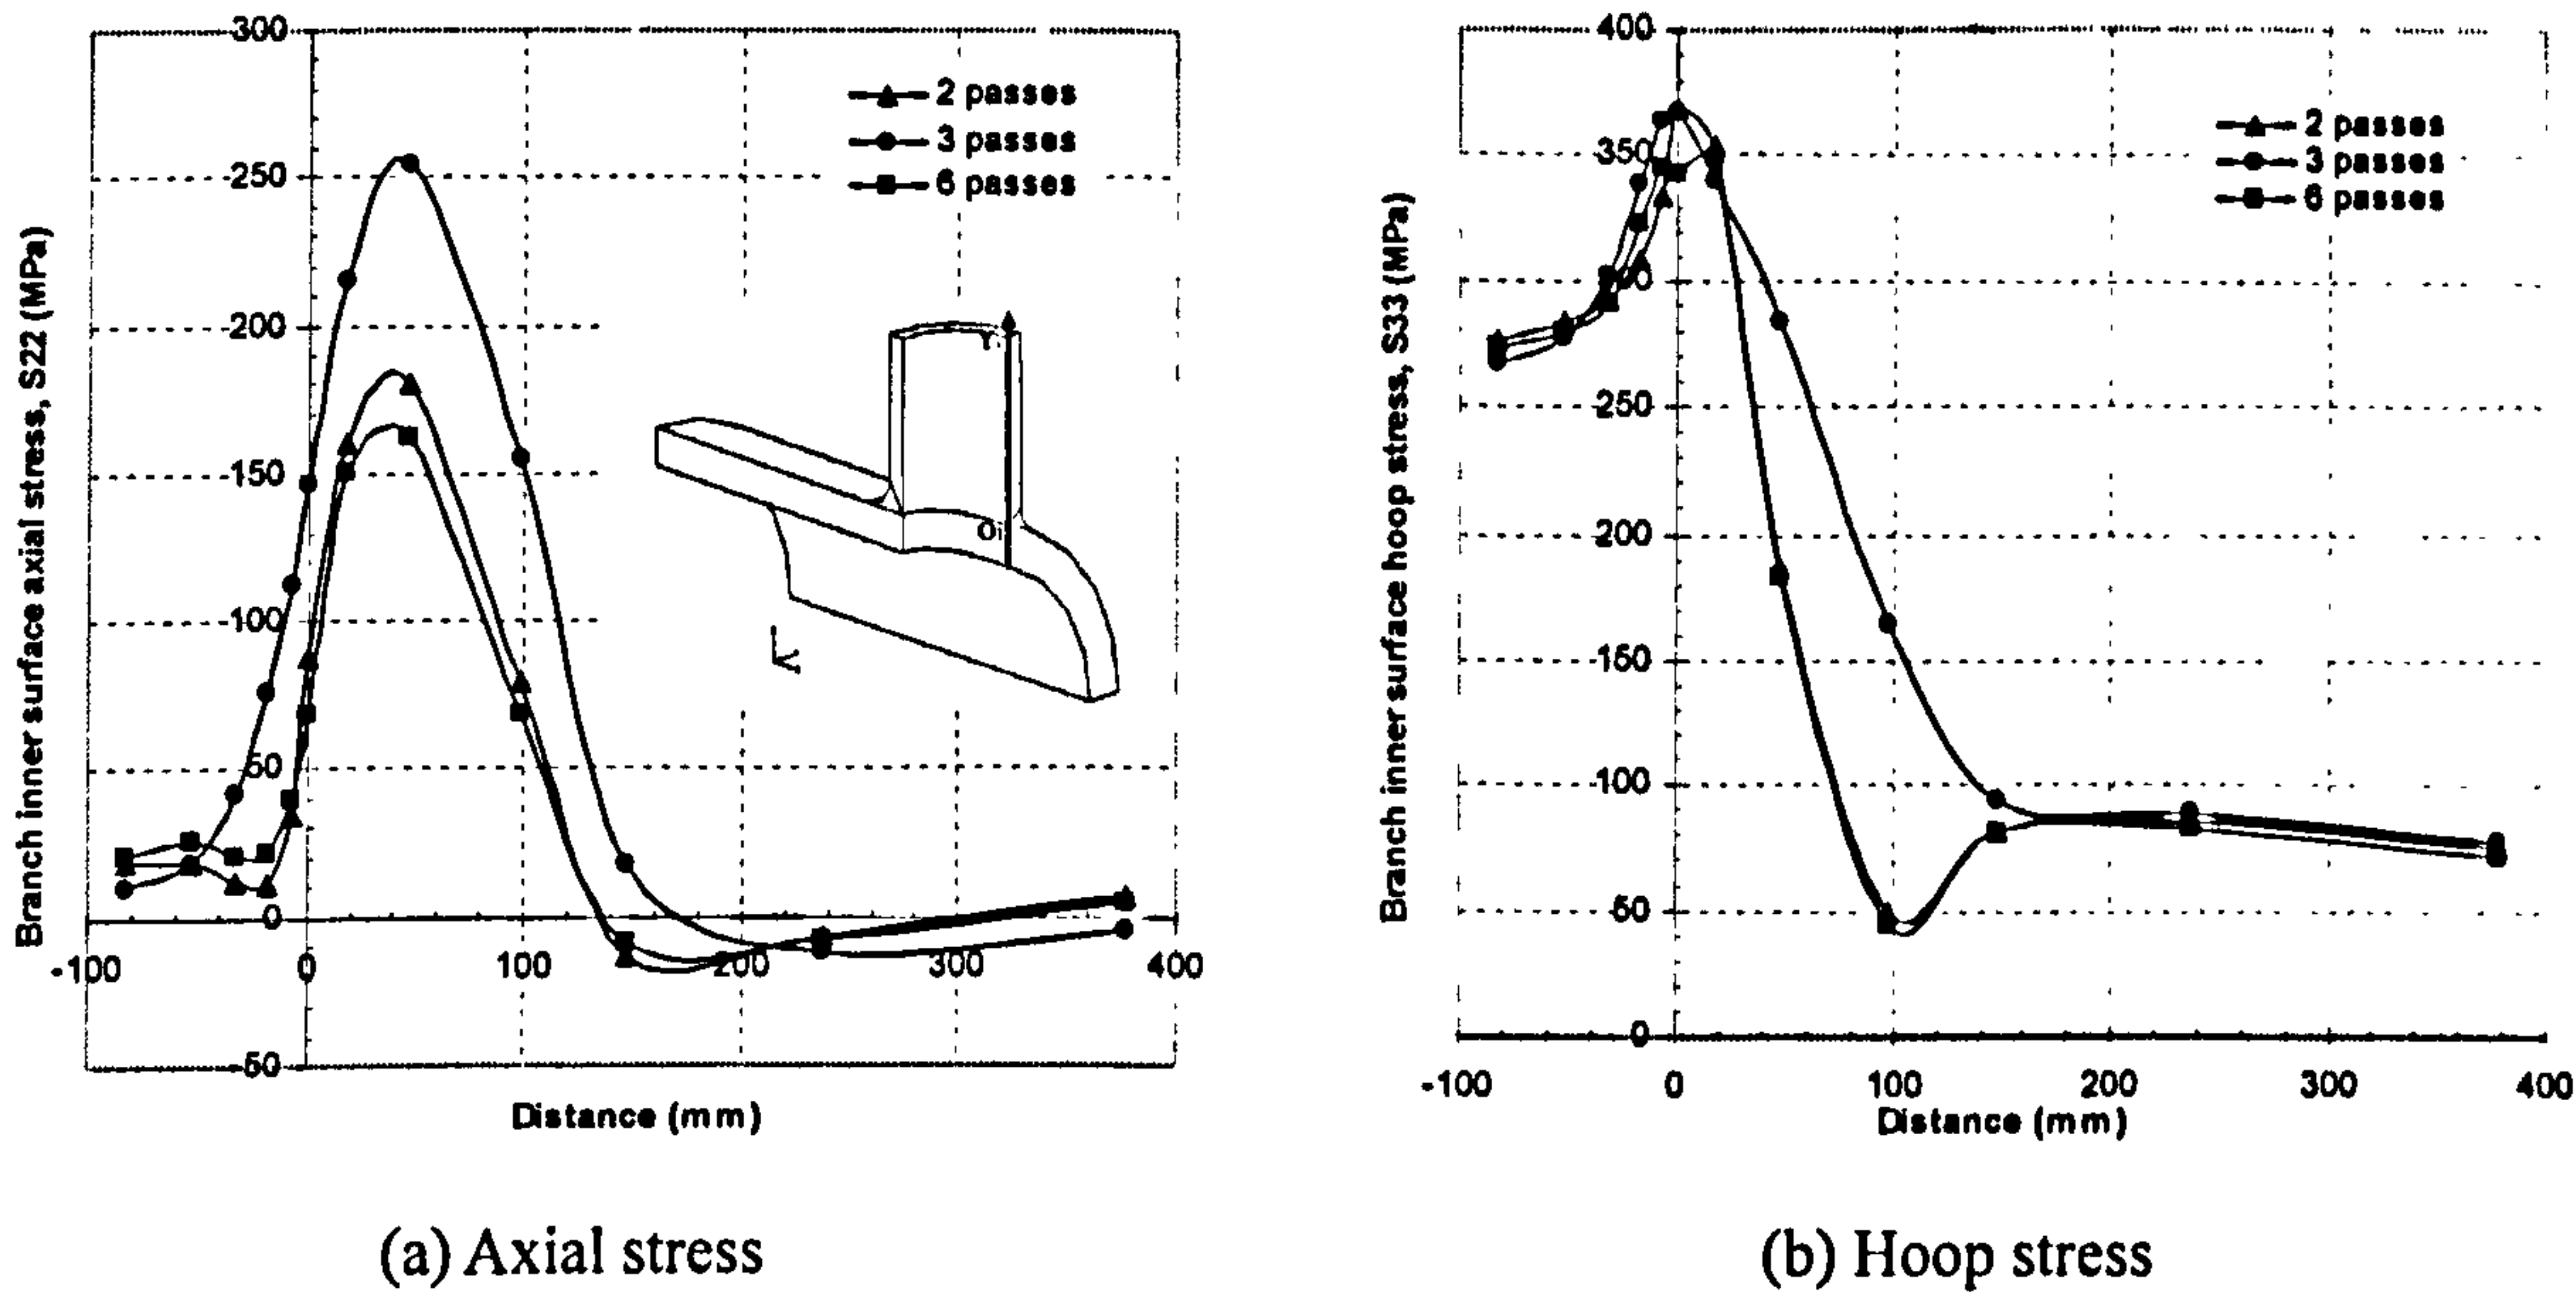 300
250
200
150
100
50
0
-50
-100
0
100
200
300
400
Branch inner surface axial stress, S22 (MPa)
Distance (mm)
2 passes
3 passes
6 passes
Y
O
(a) Axial stress
400
350
250
200
150
100
50
0
-100
0
100
200
300
400
Branch inner surface hoop stress, S33 (MPa)
Distance (mm)
2 passes
3 passes
6 passes
(b) Hoop stress